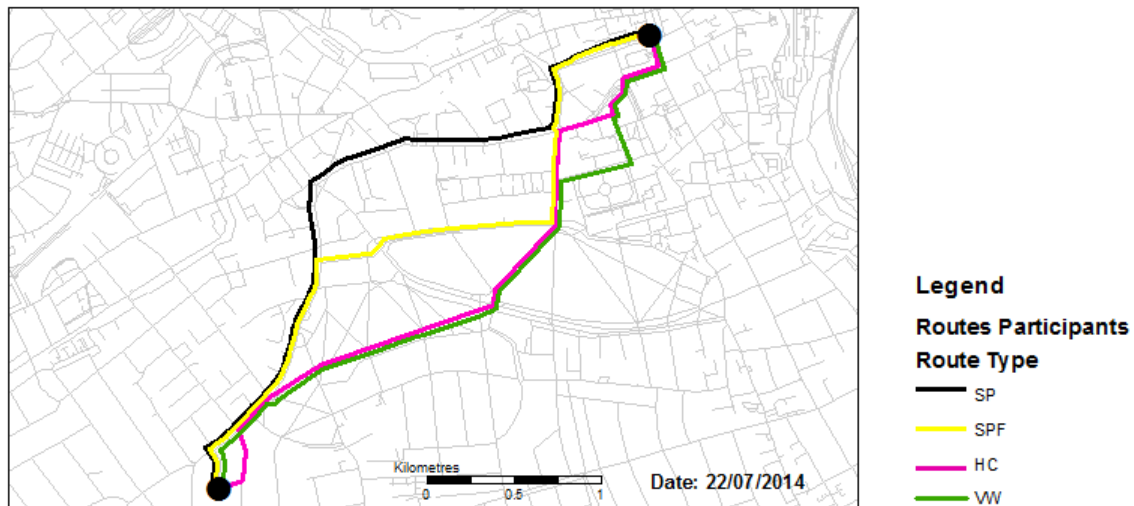 Kilometres
0 0.5 1
Date: 22/07/2014
Legend
Routes Participants
Route Type
SP
SPF
HC
VW